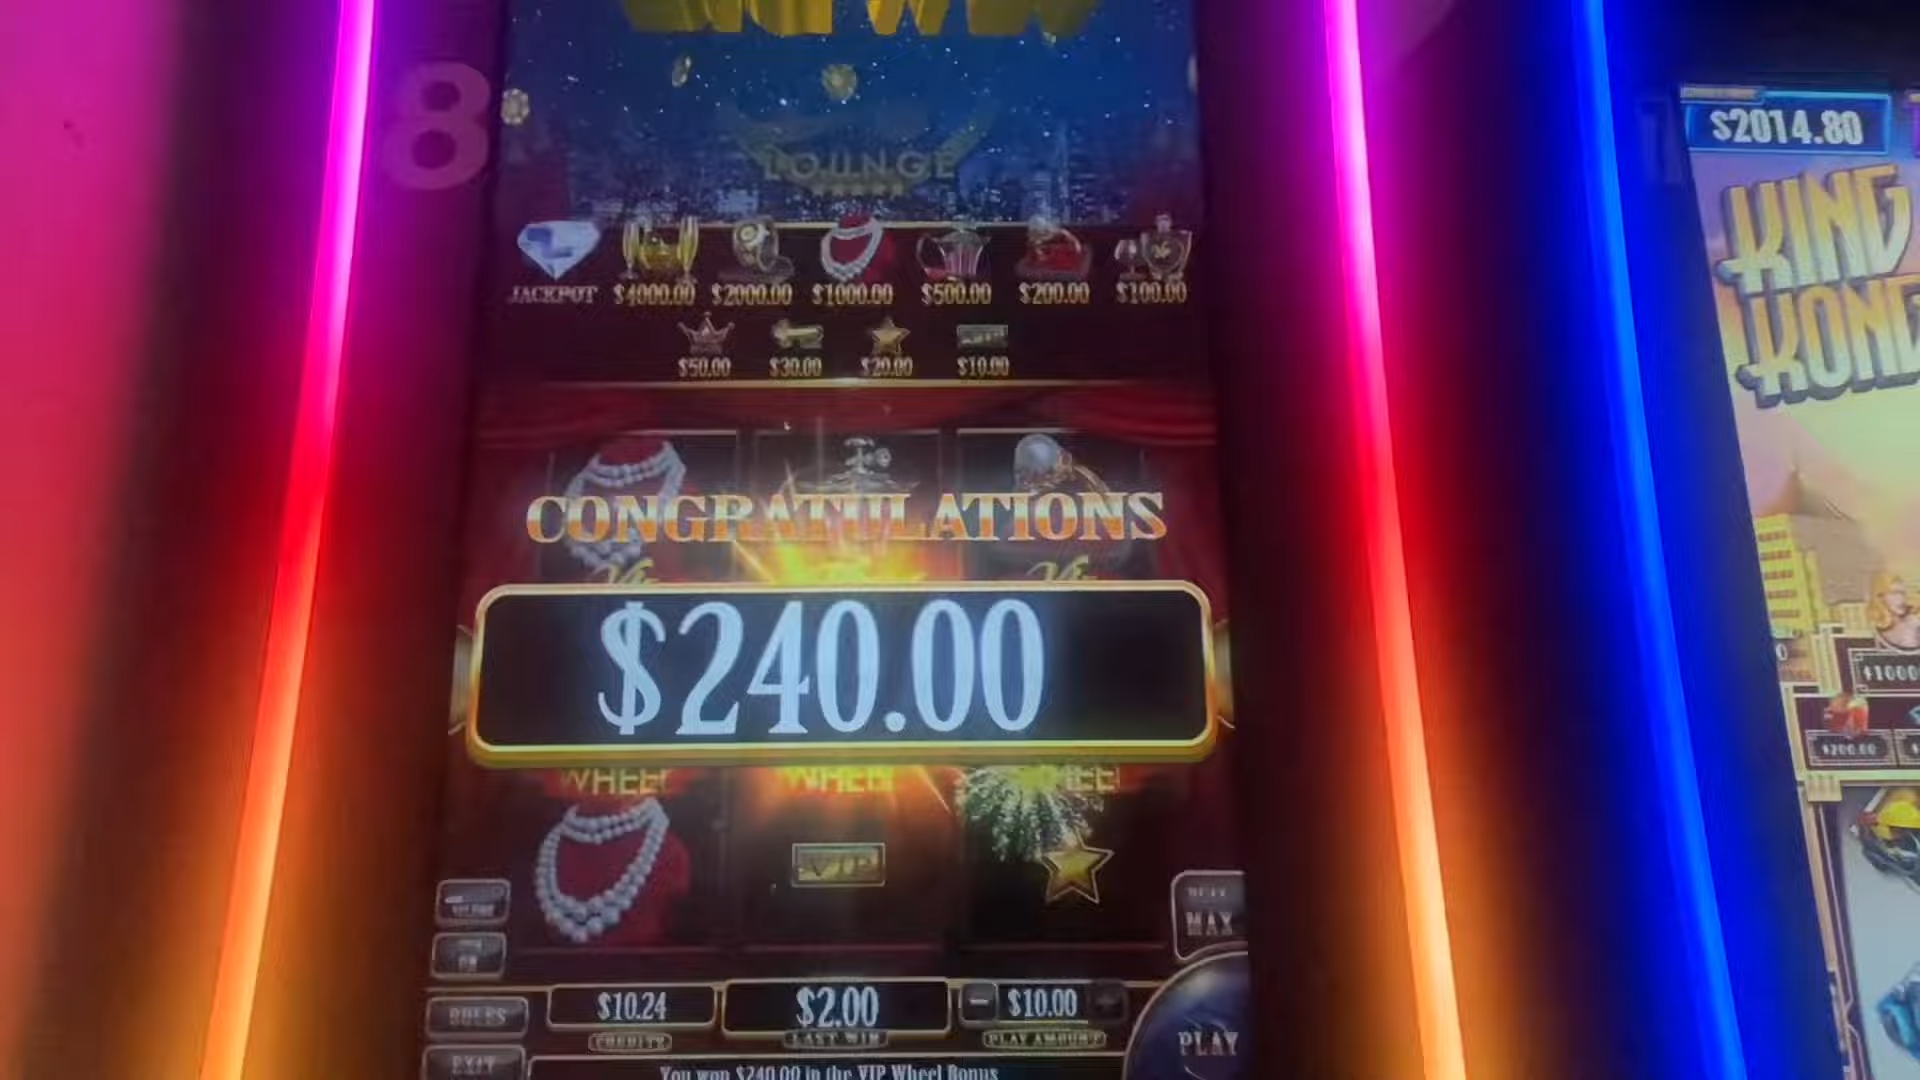 8
LOUNGE
$2014.80
KING
KONG
JACKPOT $4000.00 $2000.00 $1000.00 $500.00 $200.00 $100.00
$50.00 $30.00 $20.00 $10.00
CONGRATULATIONS
$240.00
$200.00
WHEEL WHEEL
VIP
MAX
$10.24 $2.00 $10.00
CREDITS LAST WIN PLAY AMOUNT
RULES
PLAY
EXIT
You won $240.00 in the VIP Wheel Bonus